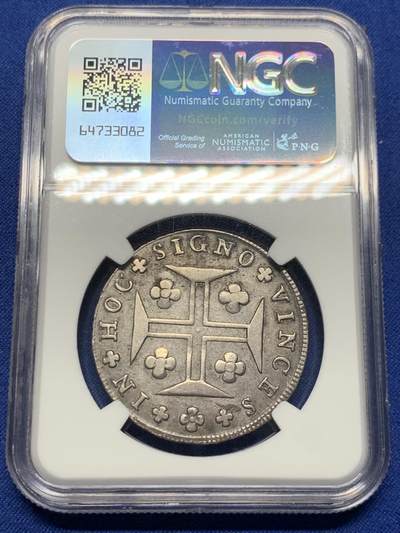 NGC
Numismatic Guaranty Company
NGCcoin.com/verify
64733082
Official Grading
Service of
AMERICAN
NUMISMATIC
ASSOCIATION
P·N·G
IN HOC SIGNO VINCES